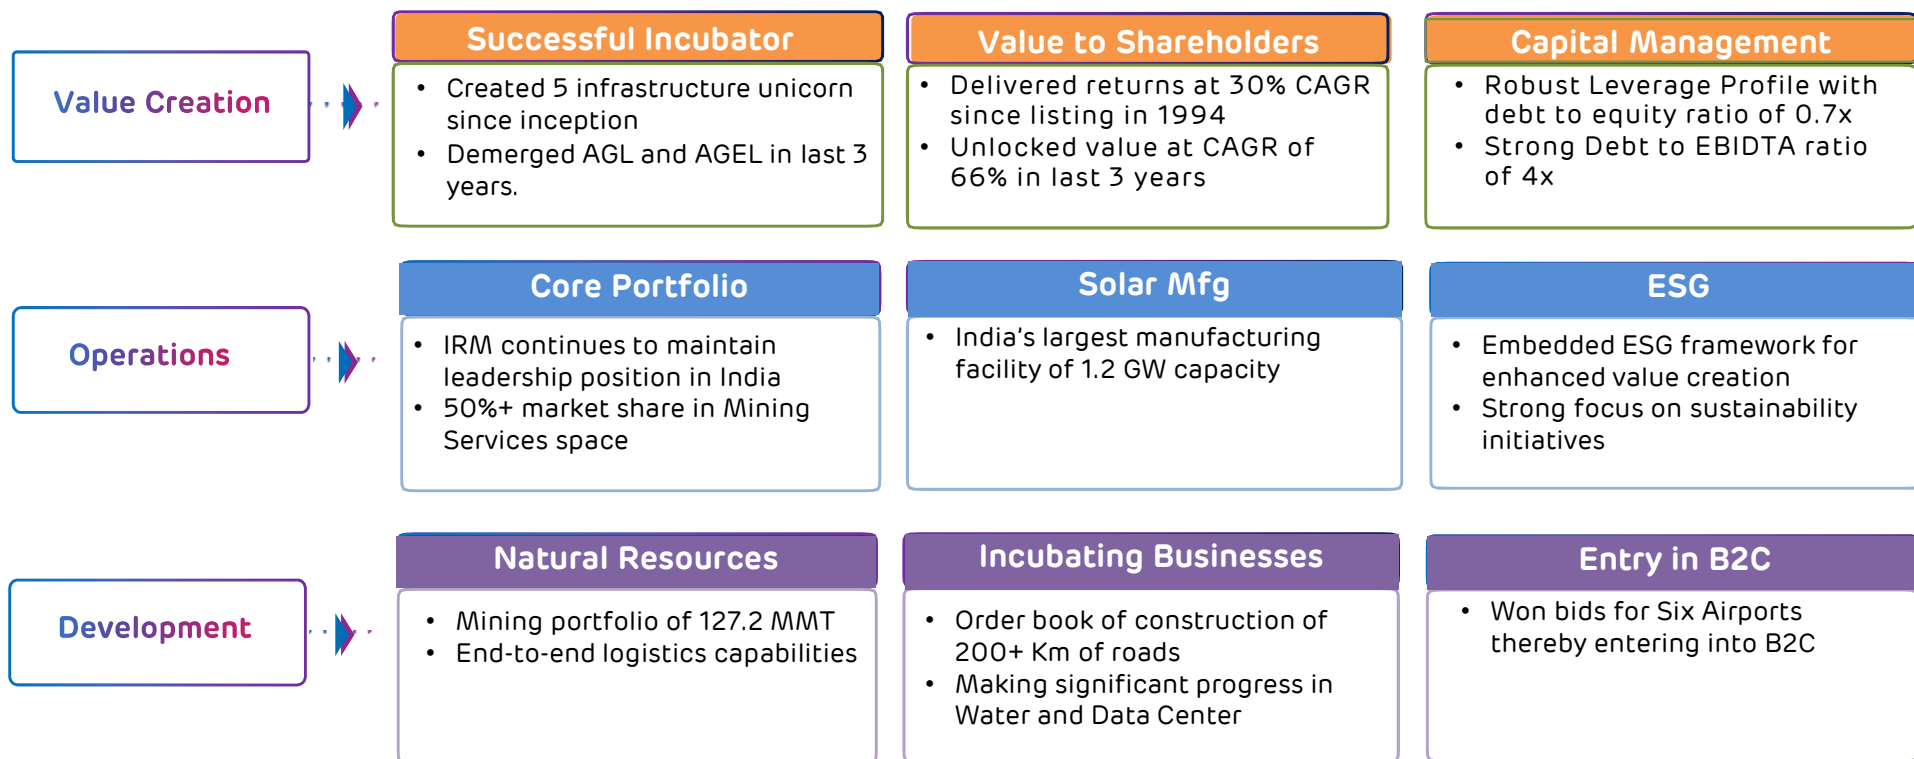 Value Creation
Successful Incubator
• Created 5 infrastructure unicorn
since inception
• Demerged AGL and AGEL in last 3
years.
Value to Shareholders
• Delivered returns at 30% CAGR
since listing in 1994
• Unlocked value at CAGR of
66% in last 3 years
Capital Management
• Robust Leverage Profile with
debt to equity ratio of 0.7x
• Strong Debt to EBIDTA ratio
of 4x
Operations
Core Portfolio
• IRM continues to maintain
leadership position in India
• 50%+ market share in Mining
Services space
Solar Mfg
• India's largest manufacturing
facility of 1.2 GW capacity
ESG
• Embedded ESG framework for
enhanced value creation
• Strong focus on sustainability
initiatives
Development
Natural Resources
• Mining portfolio of 127.2 MMT
• End-to-end logistics capabilities
Incubating Businesses
• Order book of construction of
200+ Km of roads
• Making significant progress in
Water and Data Center
Entry in B2C
• Won bids for Six Airports
thereby entering into B2C